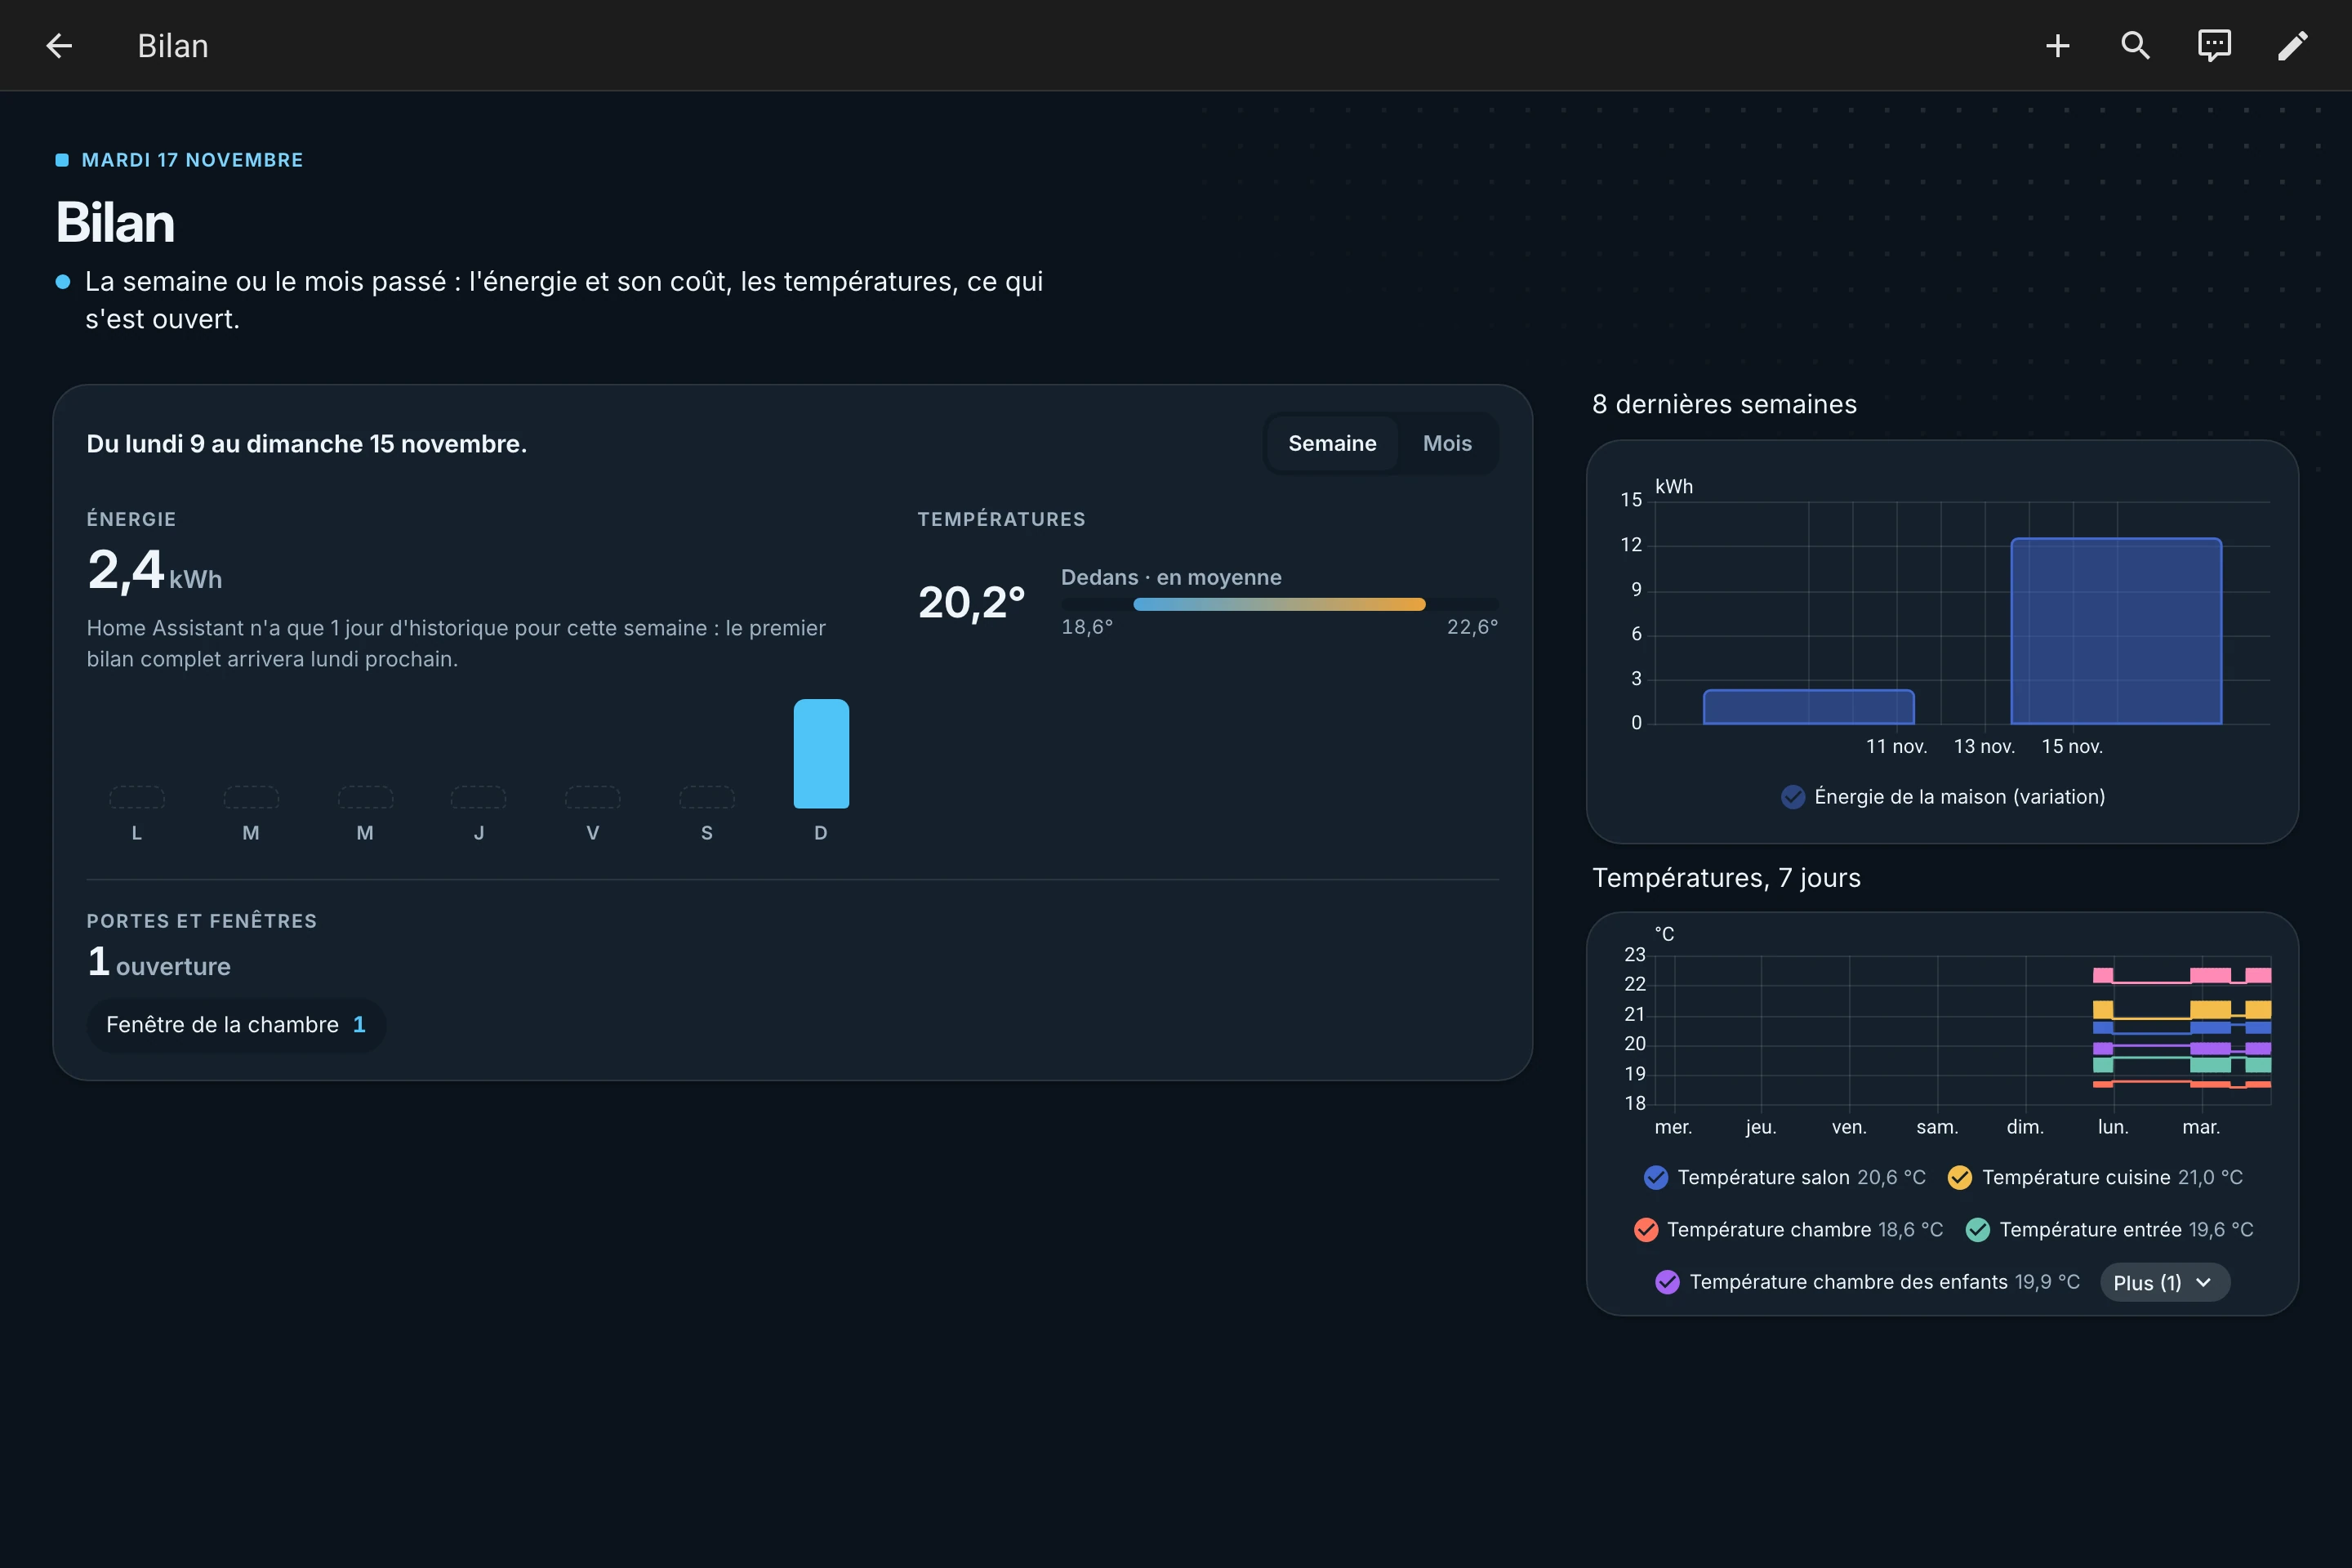 Bilan
MARDI 17 NOVEMBRE
Bilan
La semaine ou le mois passé : l'énergie et son coût, les températures, ce qui
s'est ouvert.
Du lundi 9 au dimanche 15 novembre.
Semaine
Mois
ÉNERGIE
2,4 kWh
Home Assistant n'a que 1 jour d'historique pour cette semaine : le premier
bilan complet arrivera lundi prochain.
L M M J V S D
TEMPÉRATURES
20,2°
Dedans · en moyenne
18,6° 22,6°
PORTES ET FENÊTRES
1 ouverture
Fenêtre de la chambre 1
8 dernières semaines
kWh
15
12
9
6
3
0
11 nov. 13 nov. 15 nov.
Énergie de la maison (variation)
Températures, 7 jours
°C
23
22
21
20
19
18
mer. jeu. ven. sam. dim. lun. mar.
Température salon 20,6 °C Température cuisine 21,0 °C
Température chambre 18,6 °C Température entrée 19,6 °C
Température chambre des enfants 19,9 °C Plus (1)